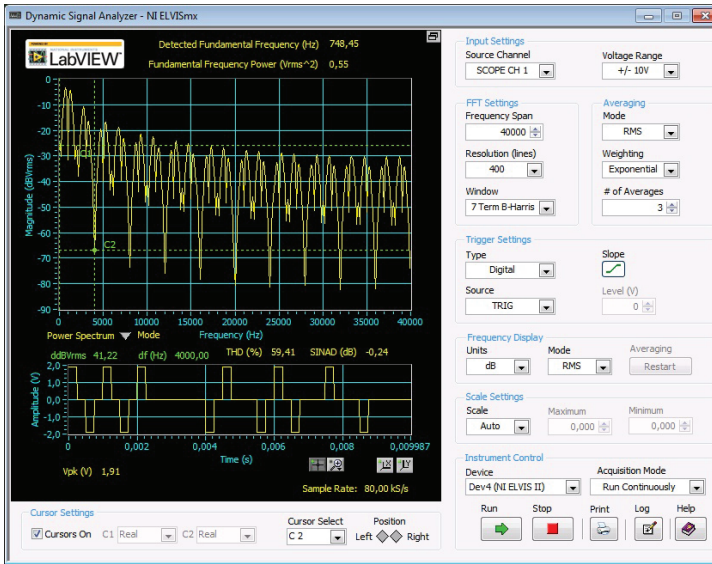 Dynamic Signal Analyzer - NI ELVISmx
POWERED BY
LabVIEW™
Detected Fundamental Frequency (Hz) 748,45
Fundamental Frequency Power (Vrms^2) 0,55
Magnitude (dBVrms)
0
-10
-20
-30
-40
-50
-60
-70
-80
-90
C1
C2
0 5000 10000 15000 20000 25000 30000 35000 40000
Power Spectrum Mode Frequency (Hz)
ddBVrms 41,22 df (Hz) 4000,00 THD (%) 59,41 SINAD (dB) -0,24
Amplitude (V)
2,0
1,0
0,0
-1,0
-2,0
0 0,002 0,004 0,006 0,008 0,009987
Time (s)
Vpk (V) 1,91
Sample Rate: 80,00 kS/s
Cursor Settings
Cursors On C1 Real C2 Real
Cursor Select
C 2
Position
Left Right
Input Settings
Source Channel Voltage Range
SCOPE CH 1 +/- 10V
FFT Settings
Frequency Span
40000
Resolution (lines)
400
Window
7 Term B-Harris
Averaging
Mode
RMS
Weighting
Exponential
# of Averages
3
Trigger Settings
Type Slope
Digital
Source Level (V)
TRIG 0
Frequency Display
Units Mode Averaging
dB RMS Restart
Scale Settings
Scale Maximum Minimum
Auto 0,000 0,000
Instrument Control
Device Acquisition Mode
Dev4 (NI ELVIS II) Run Continuously
Run Stop Print Log Help